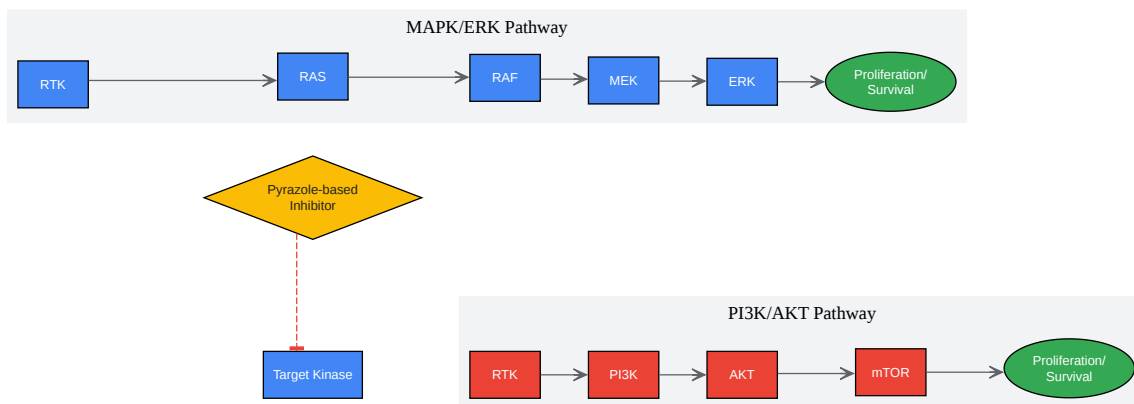 MAPK/ERK Pathway
RTK
RAS
RAF
MEK
ERK
Proliferation/
Survival
Pyrazole-based
Inhibitor
Target Kinase
PI3K/AKT Pathway
RTK
PI3K
AKT
mTOR
Proliferation/
Survival